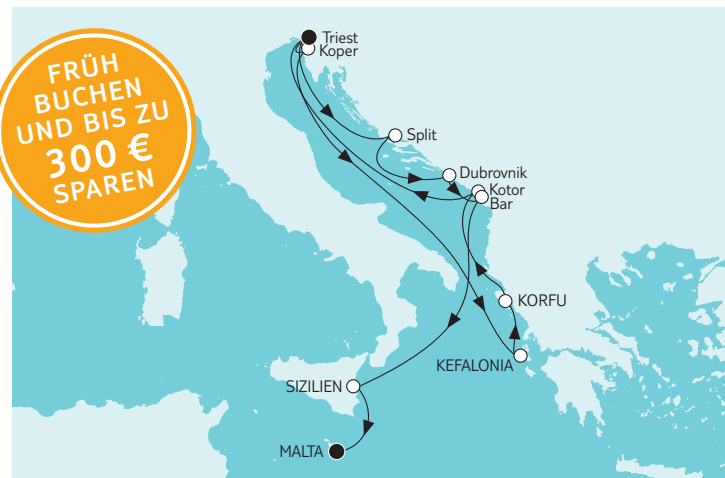 FRÜH
BUCHEN
UND BIS ZU
300 €
SPAREN
Triest
Koper
Split
Dubrovnik
Kotor
Bar
KORFU
KEFALONIA
SIZILIEN
MALTA